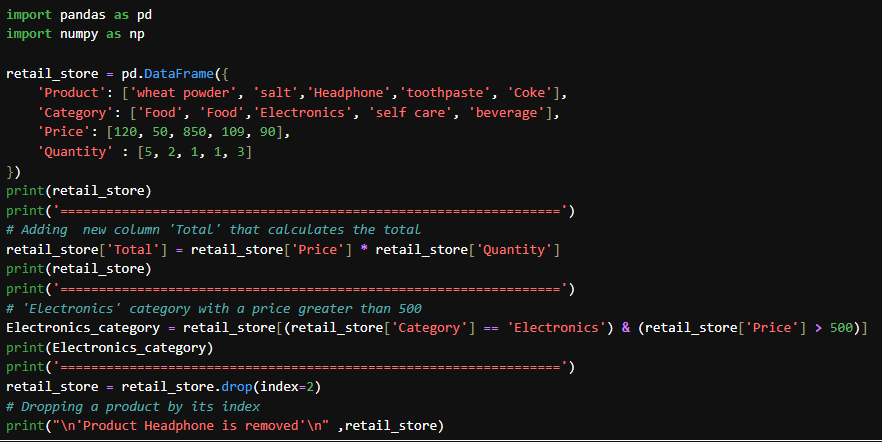 import pandas as pd
import numpy as np
retail_store = pd.DataFrame({
'Product': ['wheat powder', 'salt','Headphone','toothpaste', 'Coke'],
'Category': ['Food', 'Food','Electronics', 'self care', 'beverage'],
'Price': [120, 50, 850, 109, 90],
'Quantity' : [5, 2, 1, 1, 3]
})
print(retail_store)
print('=================================================================')
# Adding  new column 'Total' that calculates the total
retail_store['Total'] = retail_store['Price'] * retail_store['Quantity']
print(retail_store)
print('=================================================================')
# 'Electronics' category with a price greater than 500
Electronics_category = retail_store[(retail_store['Category'] == 'Electronics') & (retail_store['Price'] > 500)]
print(Electronics_category)
print('=================================================================')
retail_store = retail_store.drop(index=2)
# Dropping a product by its index
print("\n'Product Headphone is removed'\n" ,retail_store)